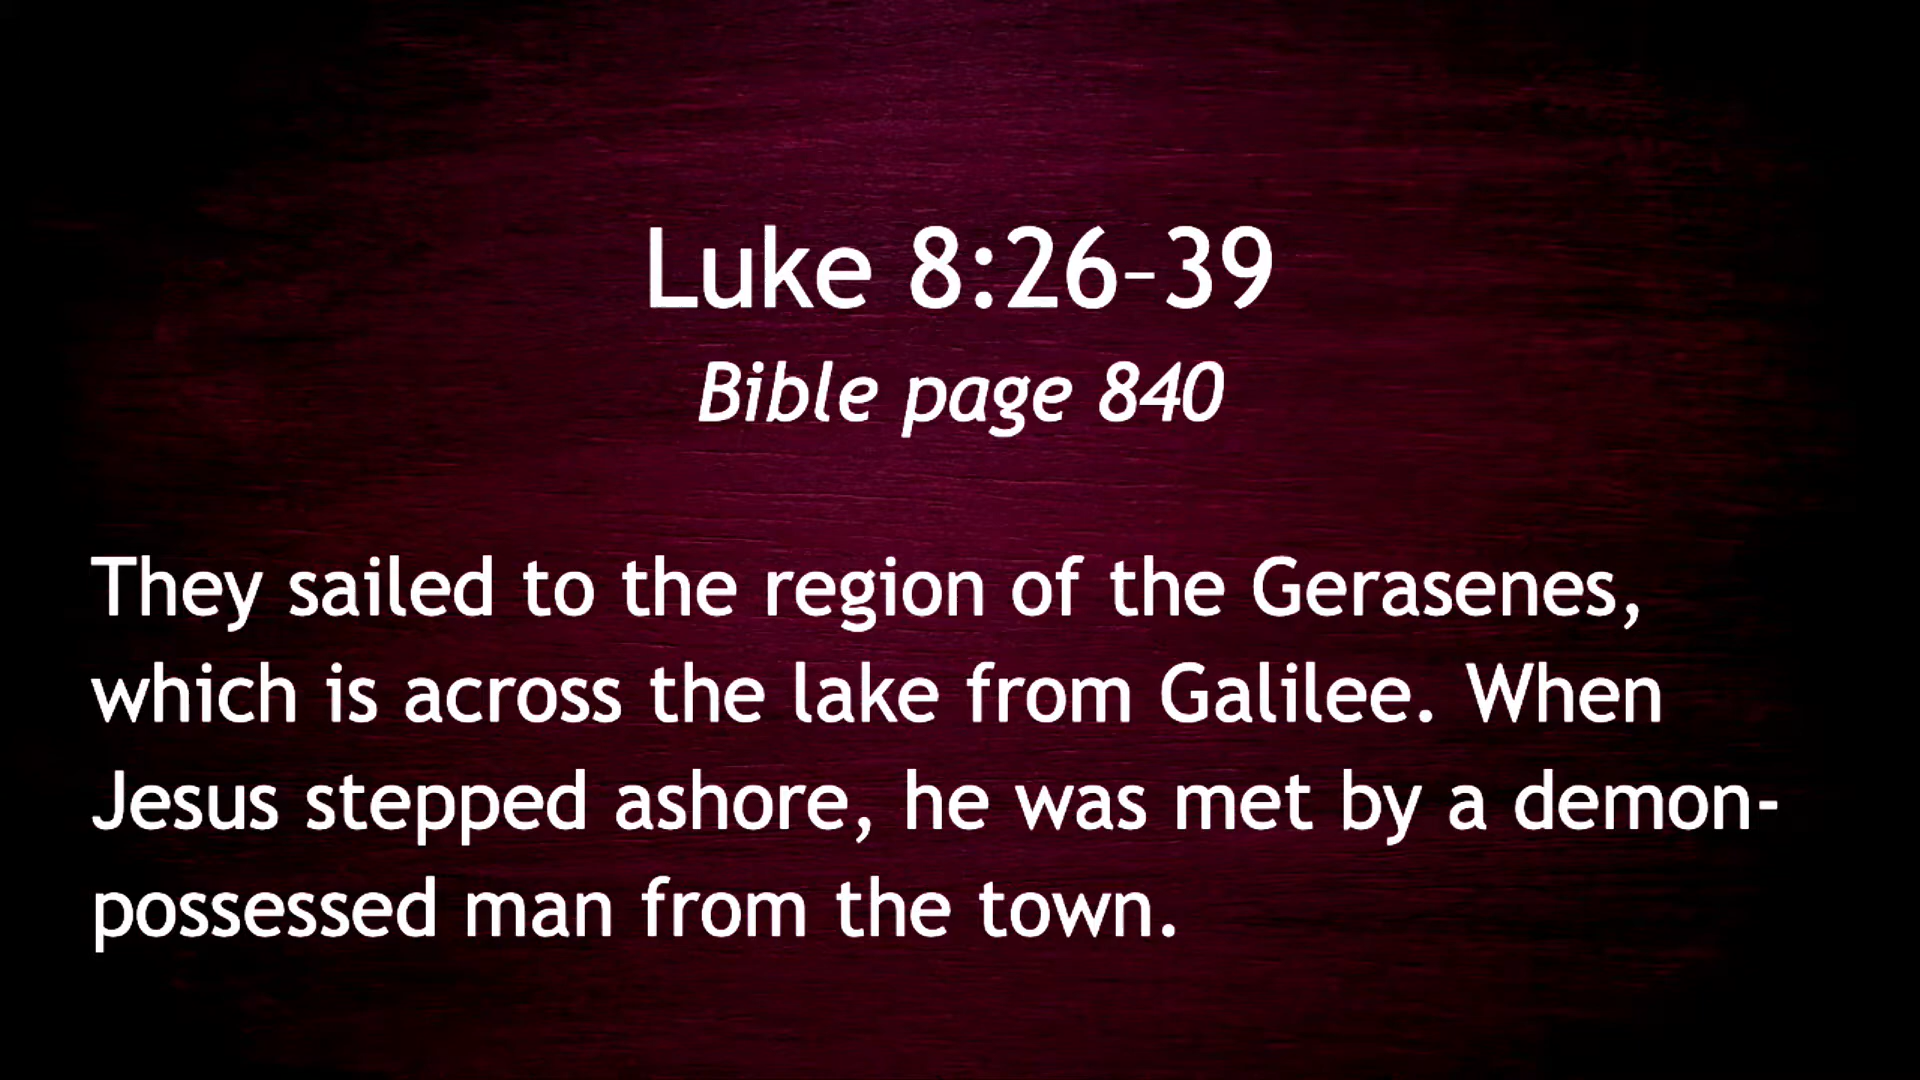 Luke 8:26–39
Bible page 840
They sailed to the region of the Gerasenes,
which is across the lake from Galilee. When
Jesus stepped ashore, he was met by a demon-
possessed man from the town.